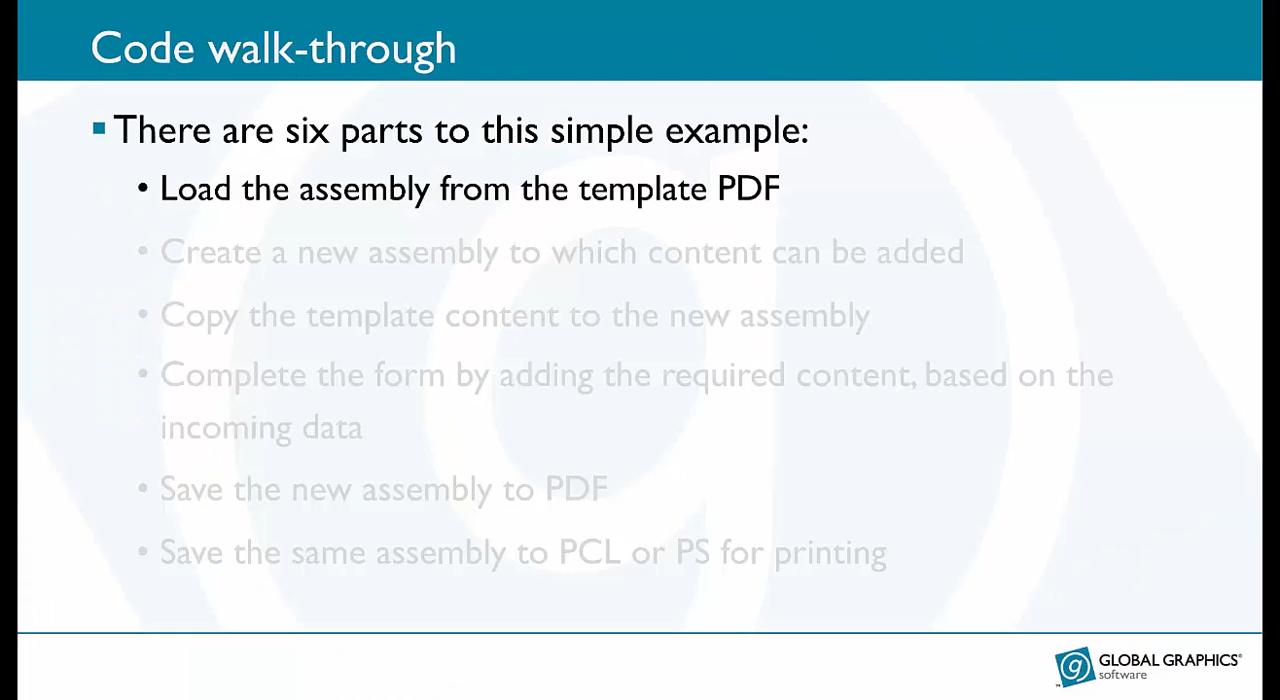 Code walk-through
▪ There are six parts to this simple example:
• Load the assembly from the template PDF
• Create a new assembly to which content can be added
• Copy the template content to the new assembly
• Complete the form by adding the required content, based on the
incoming data
• Save the new assembly to PDF
• Save the same assembly to PCL or PS for printing
g GLOBAL GRAPHICS®
™ software